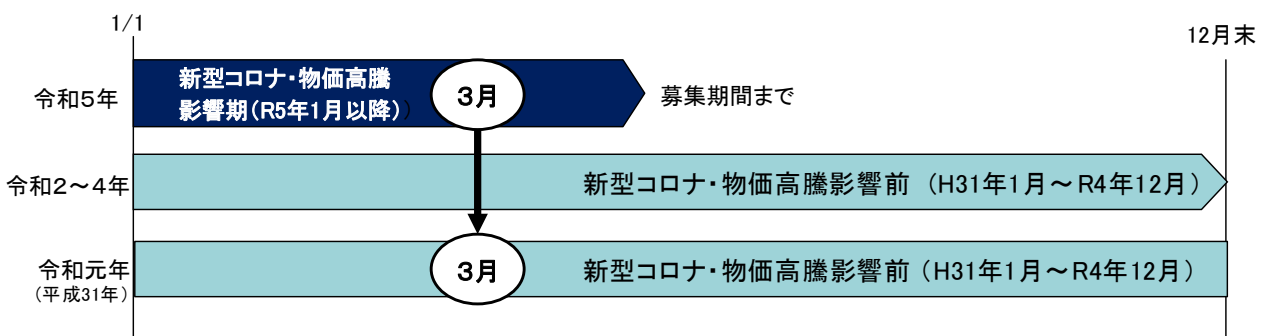 1/1
12月末
令和５年
新型コロナ・物価高騰
影響期（R5年1月以降）)
３月
募集期間まで
令和２～４年
新型コロナ・物価高騰影響前 （H31年1月～R4年12月）
令和元年
（平成31年）
３月
新型コロナ・物価高騰影響前（H31年1月～R4年12月）